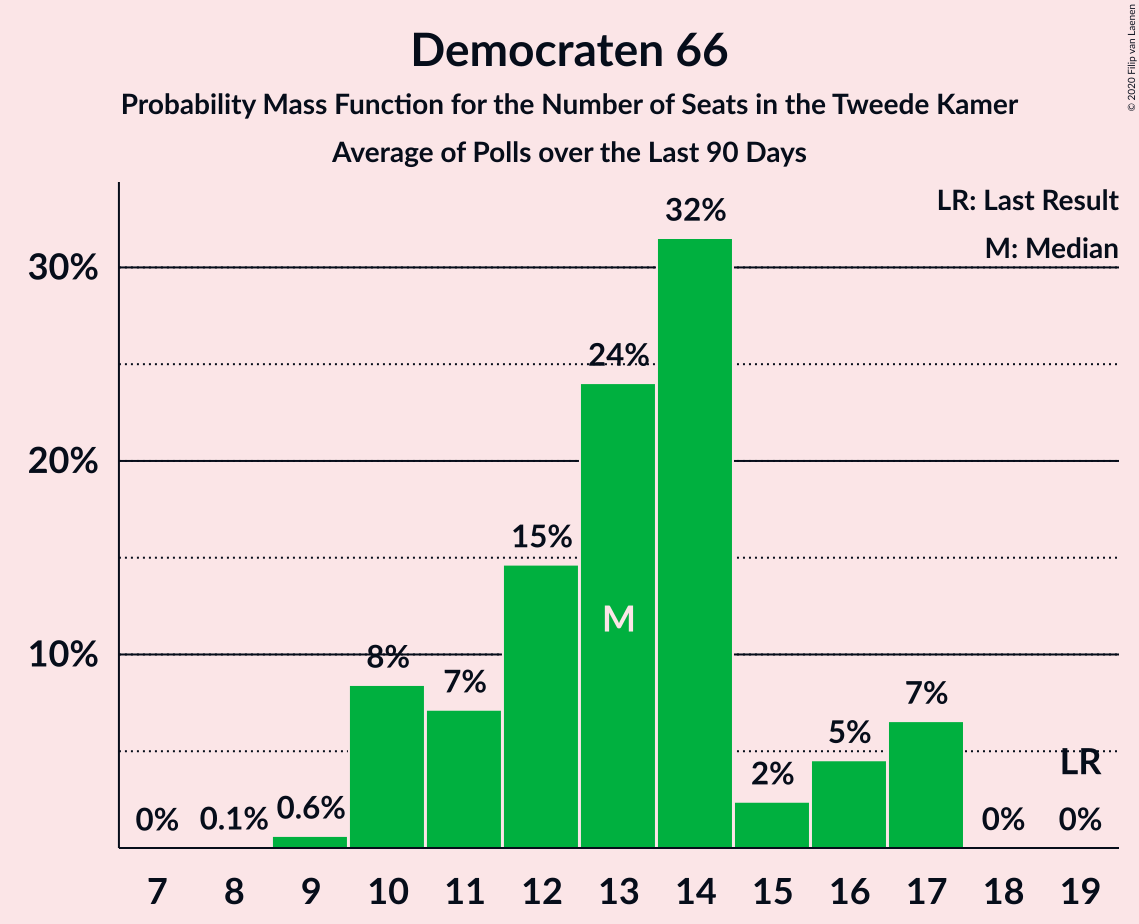 Democraten 66
Probability Mass Function for the Number of Seats in the Tweede Kamer
Average of Polls over the Last 90 Days
© 2020 Filip van Laenen
LR: Last Result
M: Median
30%
20%
10%
0%
0.1%
0.6%
8%
7%
15%
24%
32%
2%
5%
7%
0%
0%
M
LR
7 8 9 10 11 12 13 14 15 16 17 18 19